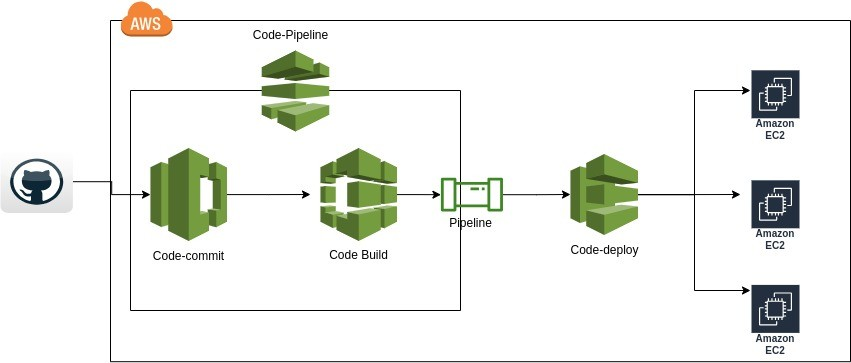 AWS
Code-Pipeline
Amazon
EC2
Pipeline
Amazon
EC2
Code-commit
Code Build
Code-deploy
Amazon
EC2